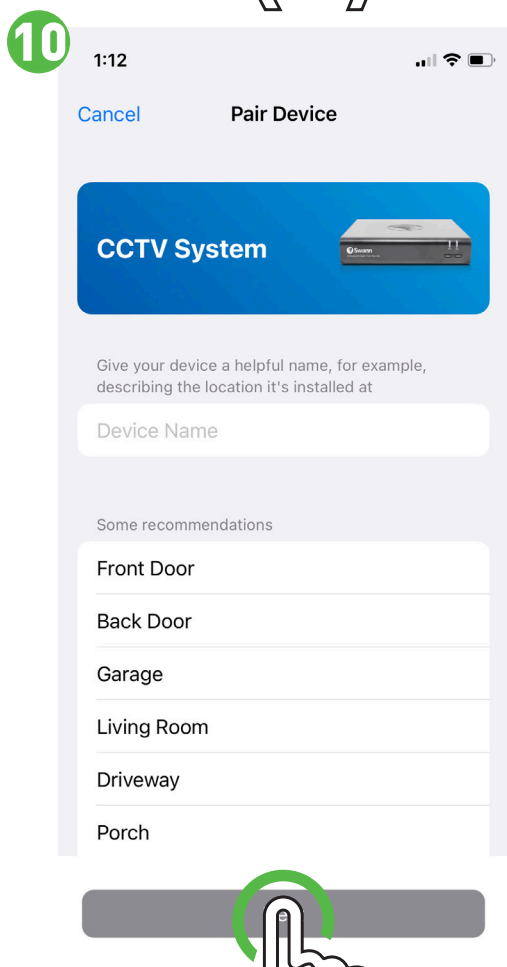 10
1:12
Cancel Pair Device
CCTV System
Swann
Give your device a helpful name, for example,
describing the location it's installed at
Device Name
Some recommendations
Front Door
Back Door
Garage
Living Room
Driveway
Porch